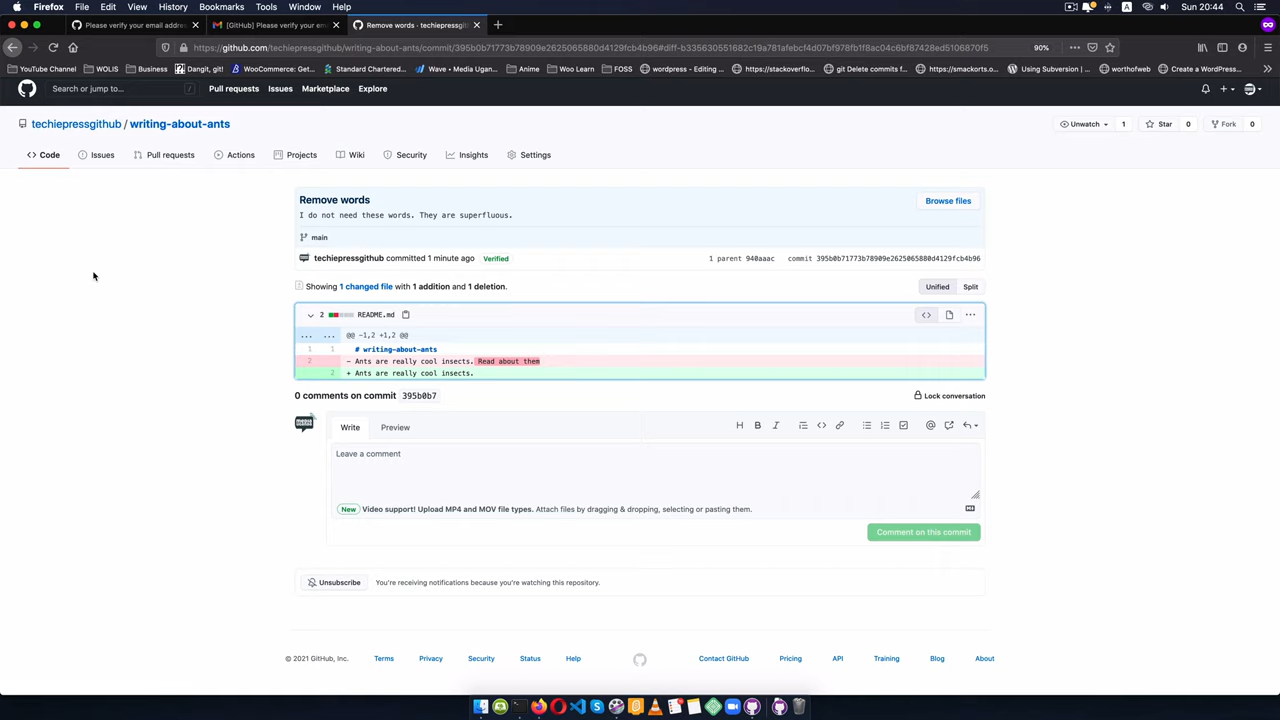 Firefox File Edit View History Bookmarks Tools Window Help A Sun 20:44
Please verify your email addre [GitHub] Please verify your em Remove words · techiepressgit
https://github.com/techiepressgithub/writing-about-ants/commit/395b0b71773b78909e2625065880d4129fcb4b96#diff-b335630551682c19a781afebcf4d07bf978fb1f8ac04c6bf87428ed5106870f5 90%
YouTube Channel WOLIS Business Dangit, git! WooCommerce: Get... Standard Chartered... Wave • Media Ugan... Anime Woo Learn FOSS wordpress - Editing ... https://stackoverflo... git Delete commits f... https://smackorts.o... Using Subversion (... worthofweb Create a WordPress...
Search or jump to... / Pull requests Issues Marketplace Explore
techiepressgithub / writing-about-ants Unwatch 1 Star 0 Fork 0
Code Issues Pull requests Actions Projects Wiki Security Insights Settings
Remove words Browse files
I do not need these words. They are superfluous.
main
techiepressgithub committed 1 minute ago Verified 1 parent 940aaac commit 395b0b71773b78909e2625065880d4129fcb4b96
Showing 1 changed file with 1 addition and 1 deletion. Unified Split
2 README.md
... ... @@ -1,2 +1,2 @@
1 1 # writing-about-ants
2 - Ants are really cool insects. Read about them
2 + Ants are really cool insects.
0 comments on commit 395b0b7 Lock conversation
Write Preview
Leave a comment
New Video support! Upload MP4 and MOV file types. Attach files by dragging & dropping, selecting or pasting them.
Comment on this commit
Unsubscribe You're receiving notifications because you're watching this repository.
© 2021 GitHub, Inc. Terms Privacy Security Status Help Contact GitHub Pricing API Training Blog About